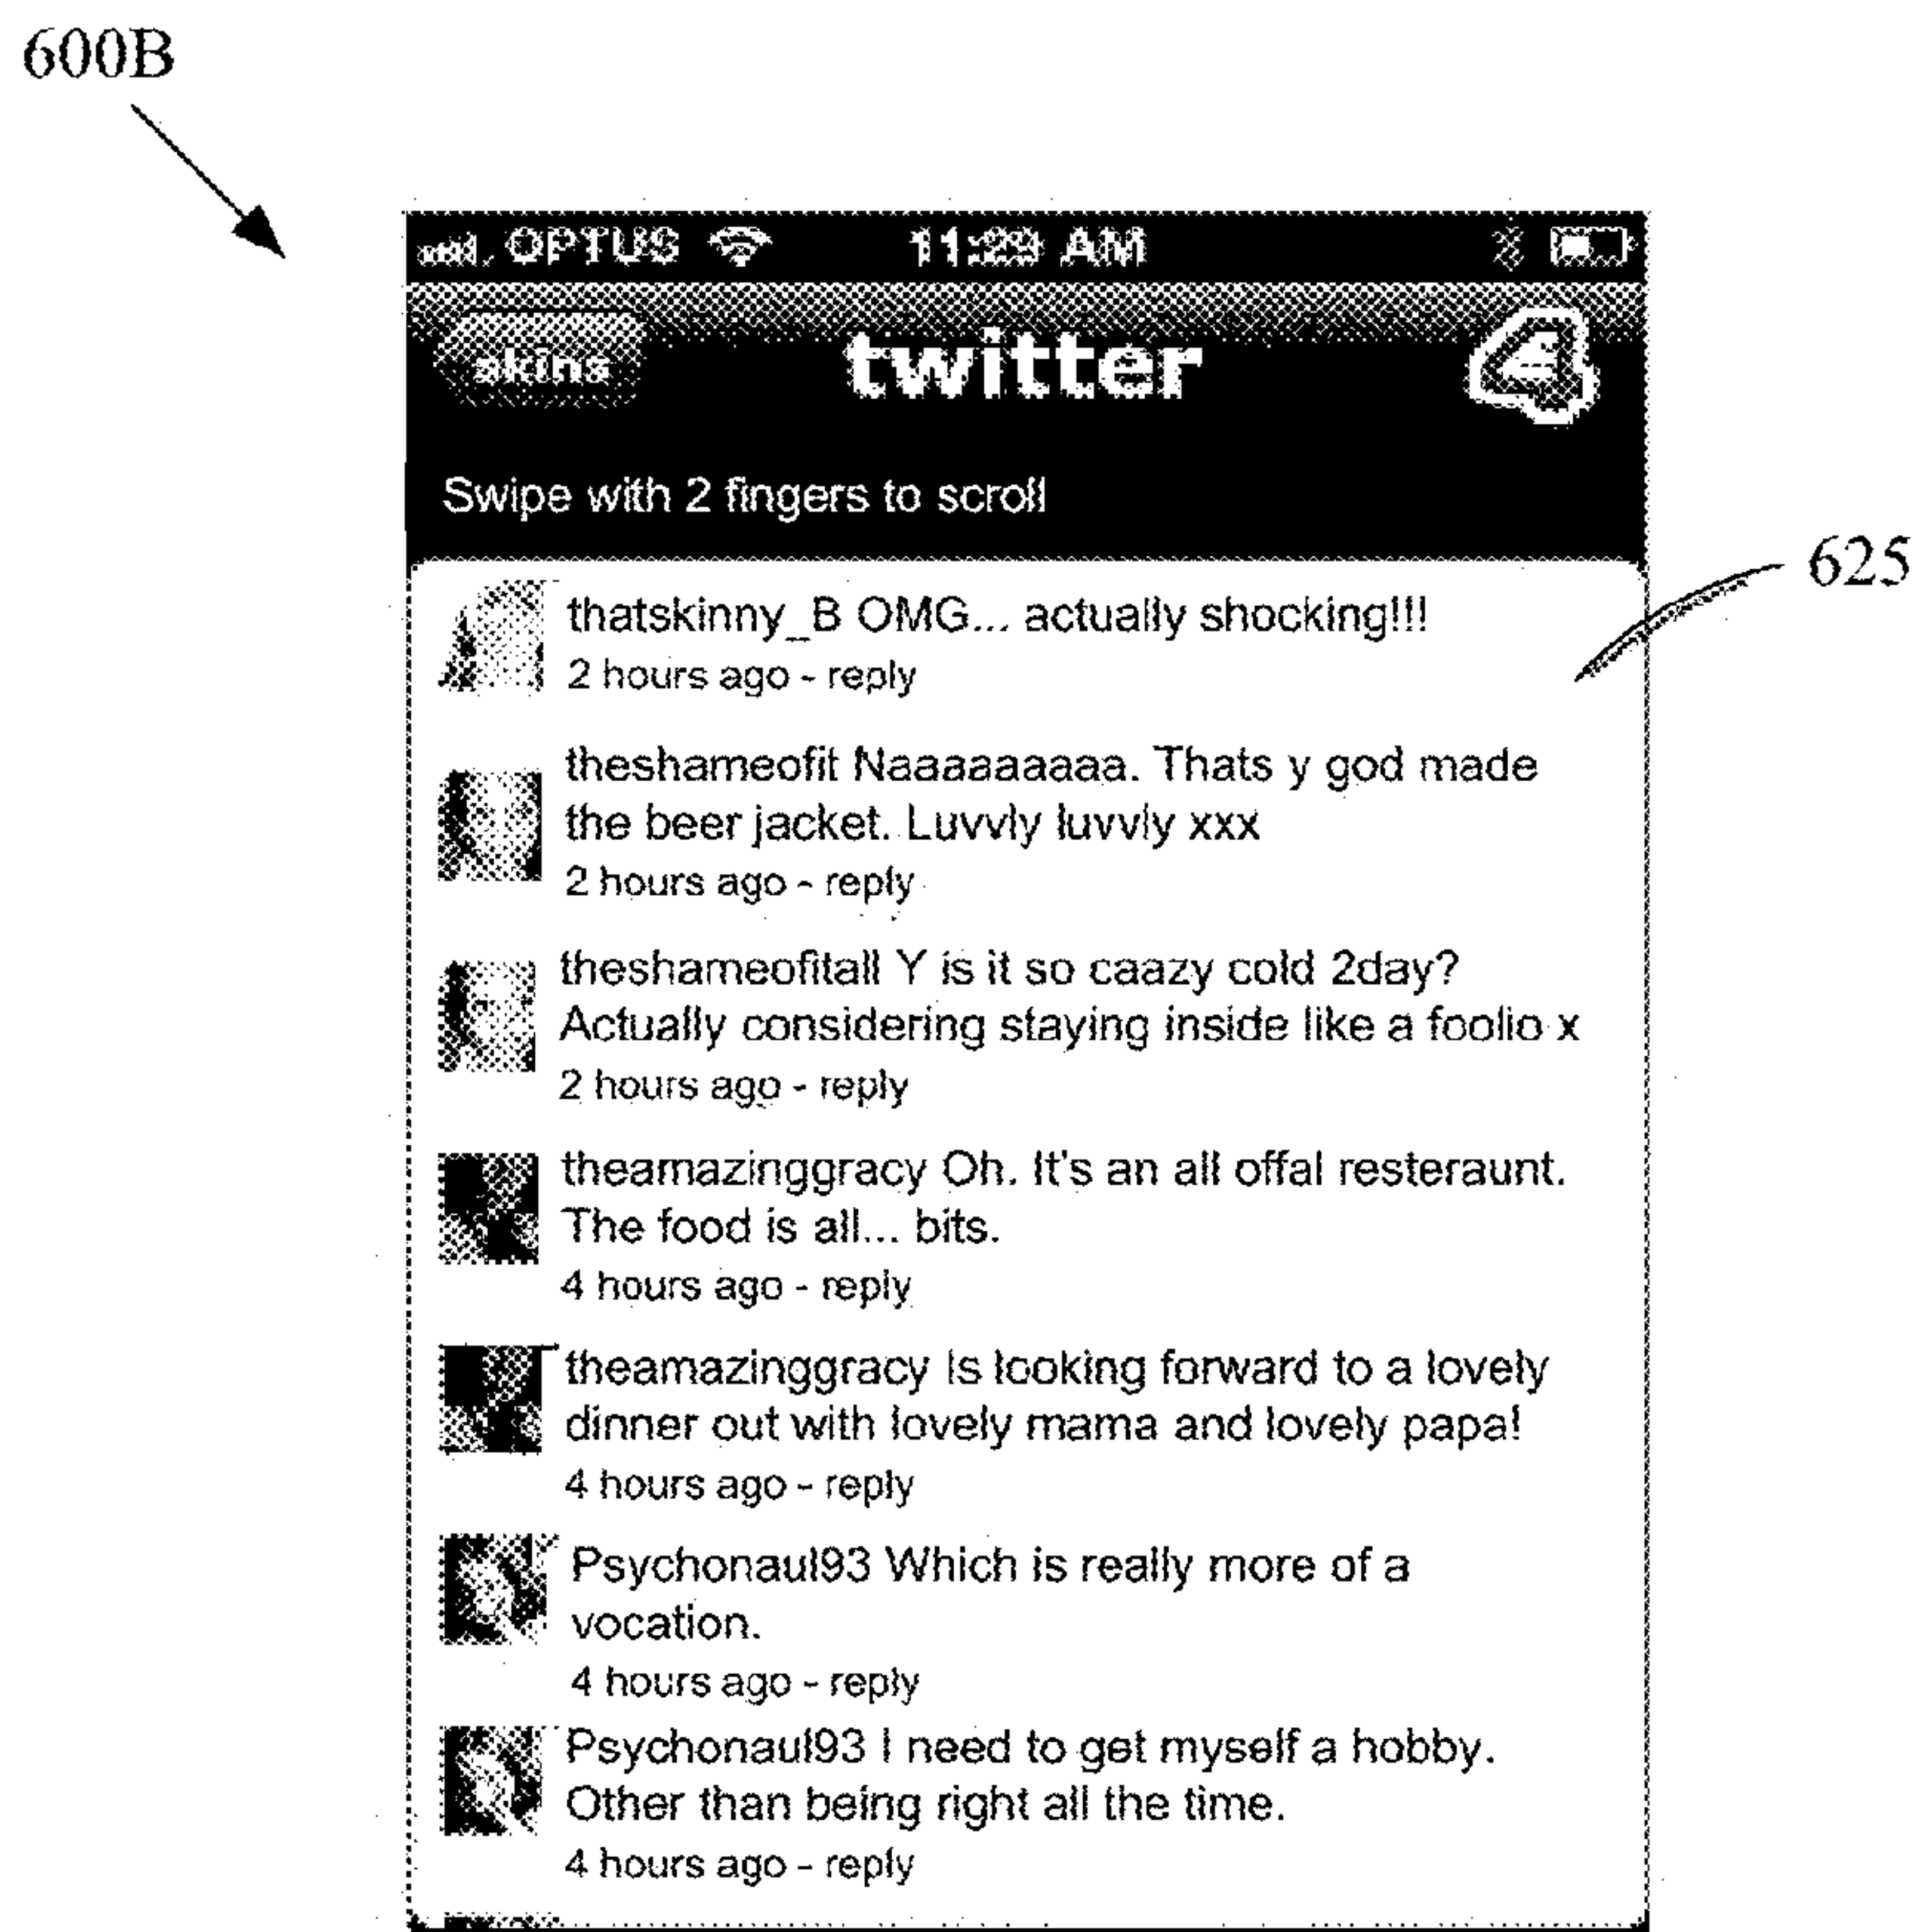 600B
OPTUS 11:29 AM
skins twitter 4
Swipe with 2 fingers to scroll
625
thatskinny_B OMG... actually shocking!!!
2 hours ago - reply
theshameofit Naaaaaaaaa. Thats y god made
the beer jacket. Luvvly luvvly xxx
2 hours ago - reply
theshameofitall Y is it so caazy cold 2day?
Actually considering staying inside like a foolio x
2 hours ago - reply
theamazinggracy Oh. It's an all offal resteraunt.
The food is all... bits.
4 hours ago - reply
theamazinggracy Is looking forward to a lovely
dinner out with lovely mama and lovely papa!
4 hours ago - reply
Psychonaul93 Which is really more of a
vocation.
4 hours ago - reply
Psychonaul93 I need to get myself a hobby.
Other than being right all the time.
4 hours ago - reply